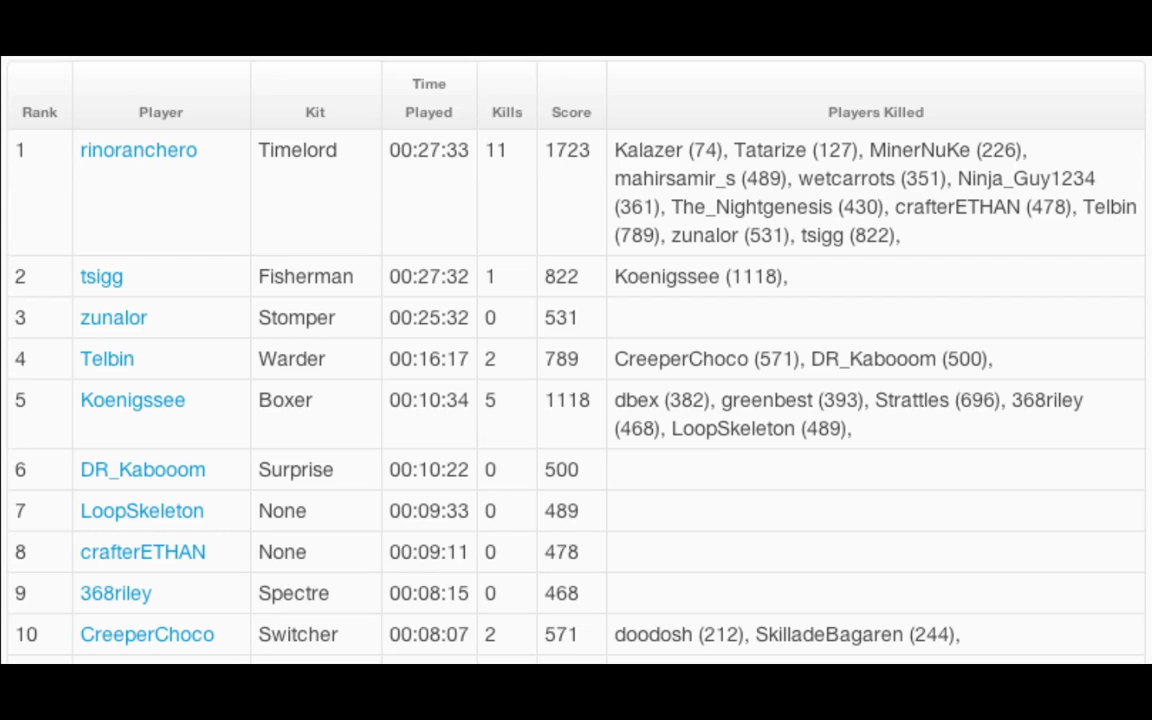 Rank Player Kit Time Played Kills Score Players Killed
1 rinoranchero Timelord 00:27:33 11 1723 Kalazer (74), Tatarize (127), MinerNuKe (226),
mahirsamir_s (489), wetcarrots (351), Ninja_Guy1234
(361), The_Nightgenesis (430), crafterETHAN (478), Telbin
(789), zunalor (531), tsigg (822),
2 tsigg Fisherman 00:27:32 1 822 Koenigssee (1118),
3 zunalor Stomper 00:25:32 0 531
4 Telbin Warder 00:16:17 2 789 CreeperChoco (571), DR_Kabooom (500),
5 Koenigssee Boxer 00:10:34 5 1118 dbex (382), greenbest (393), Strattles (696), 368riley
(468), LoopSkeleton (489),
6 DR_Kabooom Surprise 00:10:22 0 500
7 LoopSkeleton None 00:09:33 0 489
8 crafterETHAN None 00:09:11 0 478
9 368riley Spectre 00:08:15 0 468
10 CreeperChoco Switcher 00:08:07 2 571 doodosh (212), SkilladeBagaren (244),